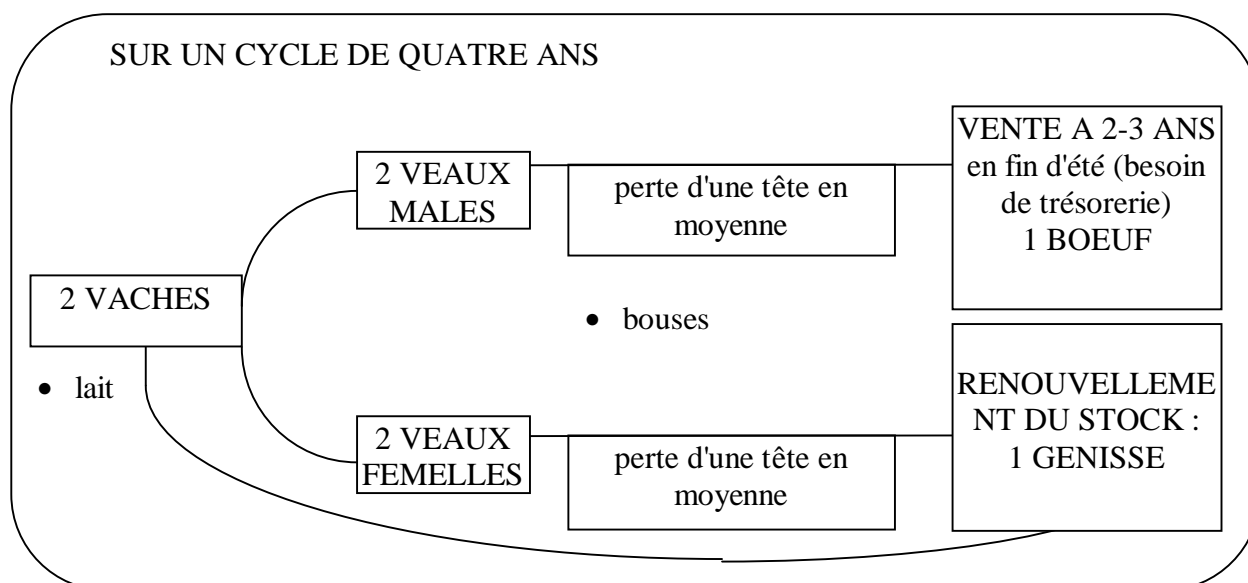 SUR UN CYCLE DE QUATRE ANS
2 VACHES
• lait
2 VEAUX
MALES
perte d'une tête en
moyenne
VENTE A 2-3 ANS
en fin d'été (besoin
de trésorerie)
1 BOEUF
• bouses
2 VEAUX
FEMELLES
perte d'une tête en
moyenne
RENOUVELLEME
NT DU STOCK :
1 GENISSE